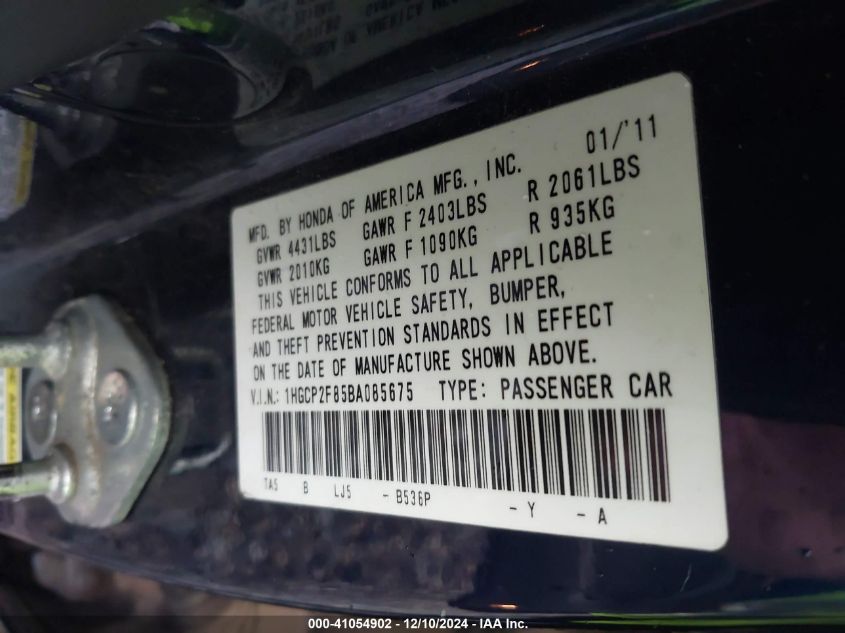 01/'11
MFD. BY HONDA OF AMERICA MFG., INC.
GVWR 4431LBS GAWR F 2403LBS R 2061LBS
GVWR 2010KG GAWR F 1090KG R 935KG
THIS VEHICLE CONFORMS TO ALL APPLICABLE
FEDERAL MOTOR VEHICLE SAFETY, BUMPER,
AND THEFT PREVENTION STANDARDS IN EFFECT
ON THE DATE OF MANUFACTURE SHOWN ABOVE.
V.I.N.: 1HGCP2F85BA085675 TYPE: PASSENGER CAR
TA5 B LJ5 - B536P - Y - A
000-41054902 - 12/10/2024 - IAA Inc.